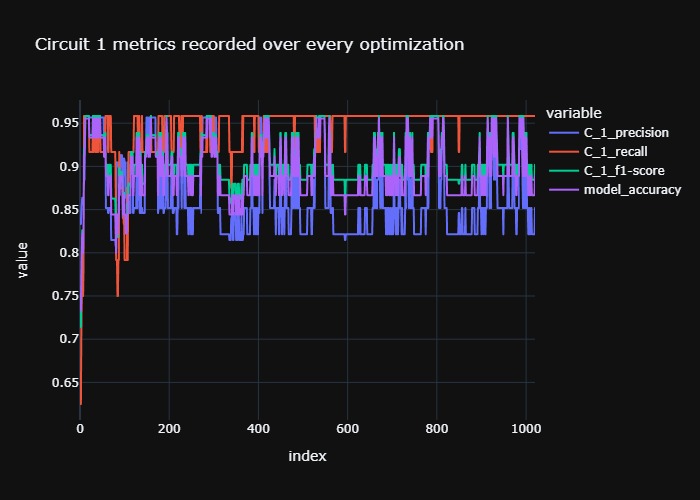 Circuit 1 metrics recorded over every optimization
variable
C_1_precision
C_1_recall
C_1_f1-score
model_accuracy
value
0.95
0.9
0.85
0.8
0.75
0.7
0.65
0
200
400
600
800
1000
index